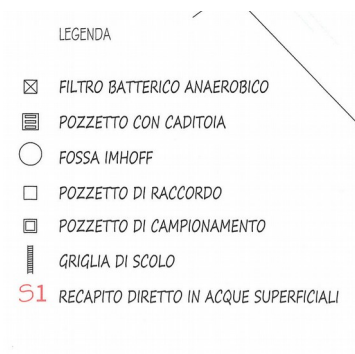 LEGENDA
FILTRO BATTERICO ANAEROBICO
POZZETTO CON CADITOIA
FOSSA IMHOFF
POZZETTO DI RACCORDO
POZZETTO DI CAMPIONAMENTO
GRIGLIA DI SCOLO
S1 RECAPITO DIRETTO IN ACQUE SUPERFICIALI